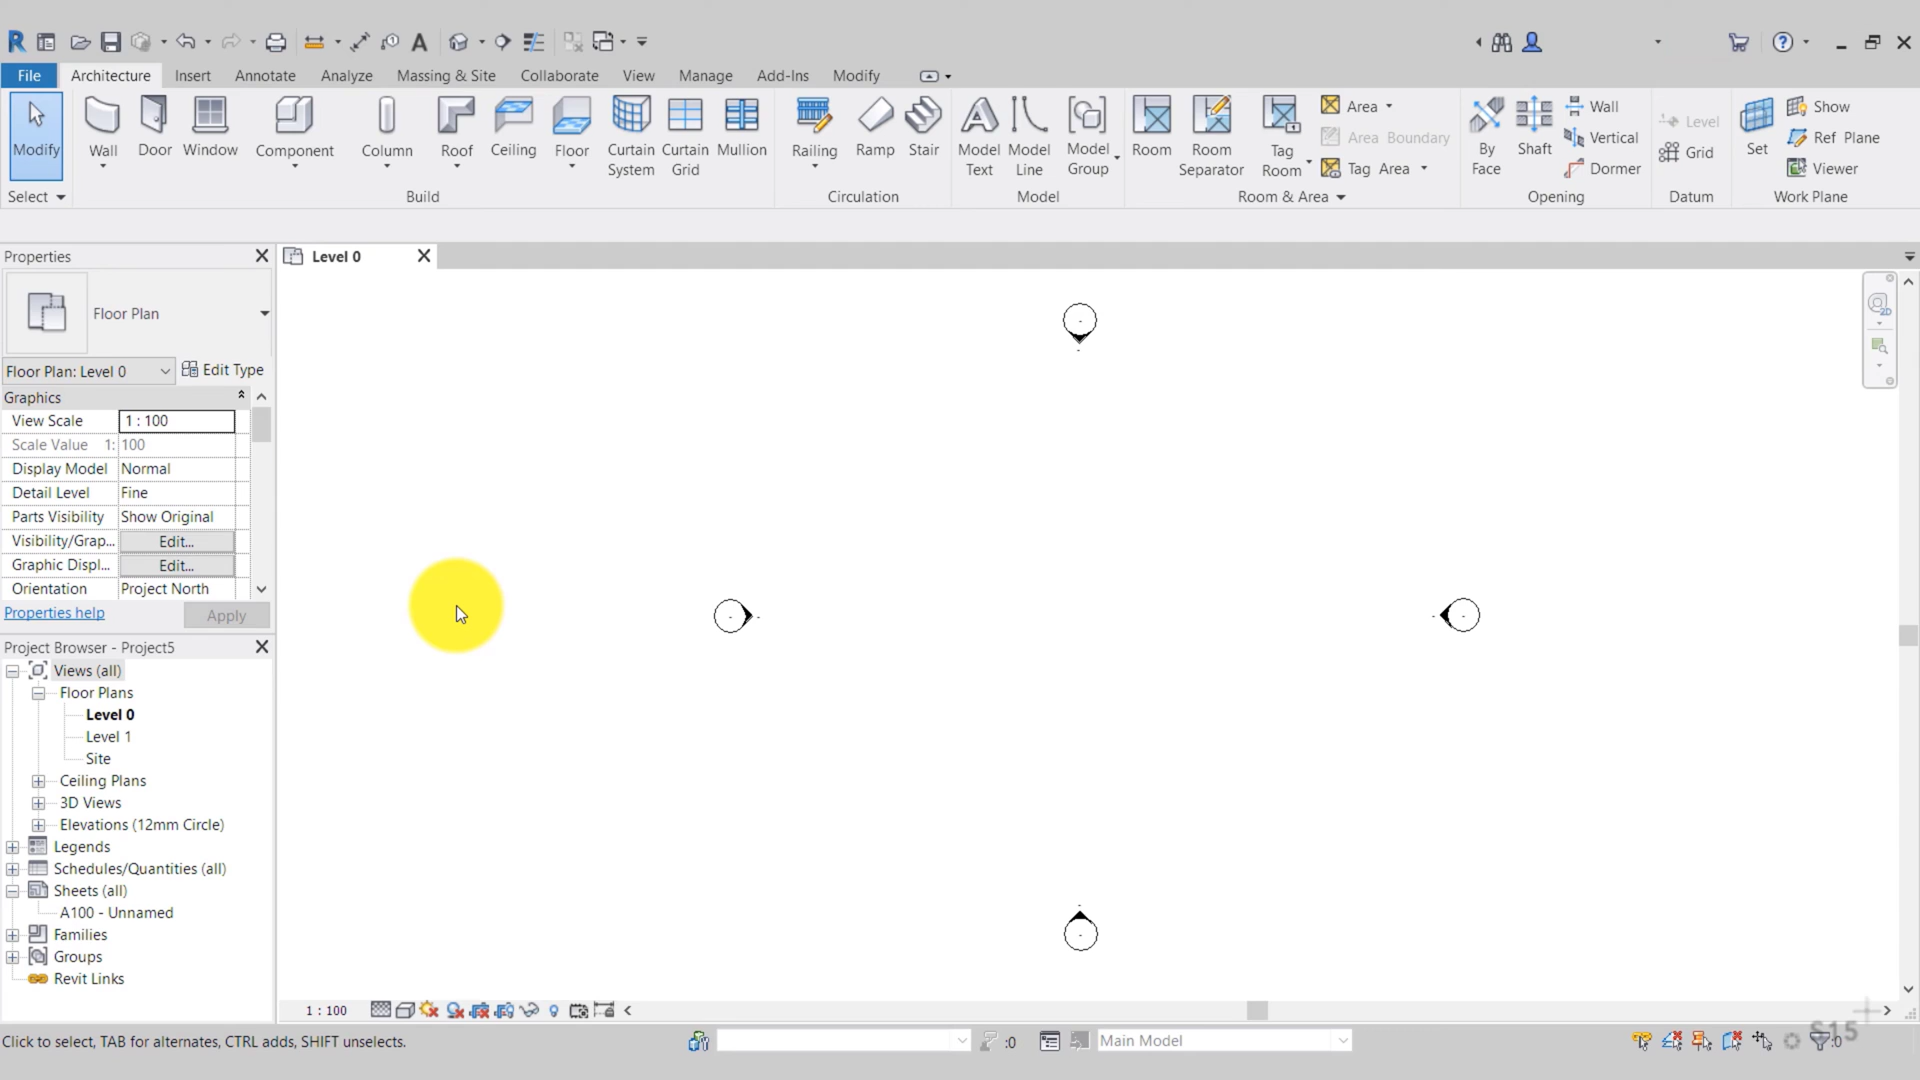 File Architecture Insert Annotate Analyze Massing & Site Collaborate View Manage Add-Ins Modify
Modify Wall Door Window Component Column Roof Ceiling Floor Curtain System Curtain Grid Mullion Railing Ramp Stair Model Text Model Line Model Group Room Room Separator Tag Room
Area
Area Boundary
Tag Area
By Face Shaft
Wall
Vertical
Dormer
Level
Grid
Set
Show
Ref Plane
Viewer
Select Build Circulation Model Room & Area Opening Datum Work Plane
Properties
Level 0
Floor Plan
Floor Plan: Level 0 Edit Type
Graphics
View Scale 1 : 100
Scale Value 1: 100
Display Model Normal
Detail Level Fine
Parts Visibility Show Original
Visibility/Grap... Edit...
Graphic Displ... Edit...
Orientation Project North
Properties help Apply
Project Browser - Project5
Views (all)
Floor Plans
Level 0
Level 1
Site
Ceiling Plans
3D Views
Elevations (12mm Circle)
Legends
Schedules/Quantities (all)
Sheets (all)
A100 - Unnamed
Families
Groups
Revit Links
1 : 100
Click to select, TAB for alternates, CTRL adds, SHIFT unselects. :0 Main Model :0
S15
2D